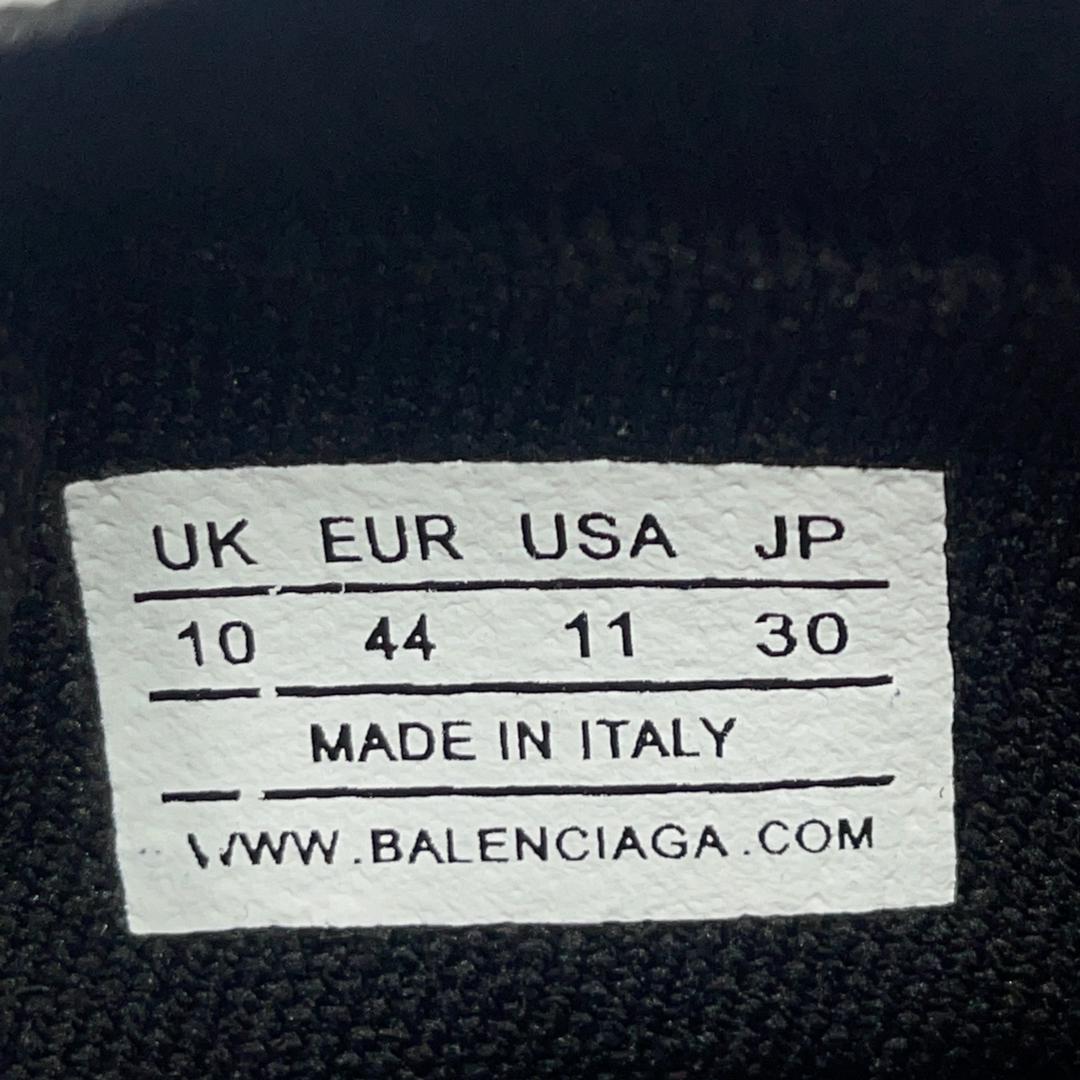 UK EUR USA JP
10 44 11 30
MADE IN ITALY
WWW.BALENCIAGA.COM